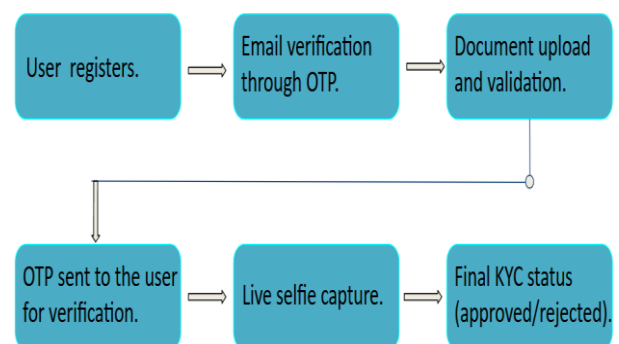 User registers.
Email verification
through OTP.
Document upload
and validation.
OTP sent to the user
for verification.
Live selfie capture.
Final KYC status
(approved/rejected).